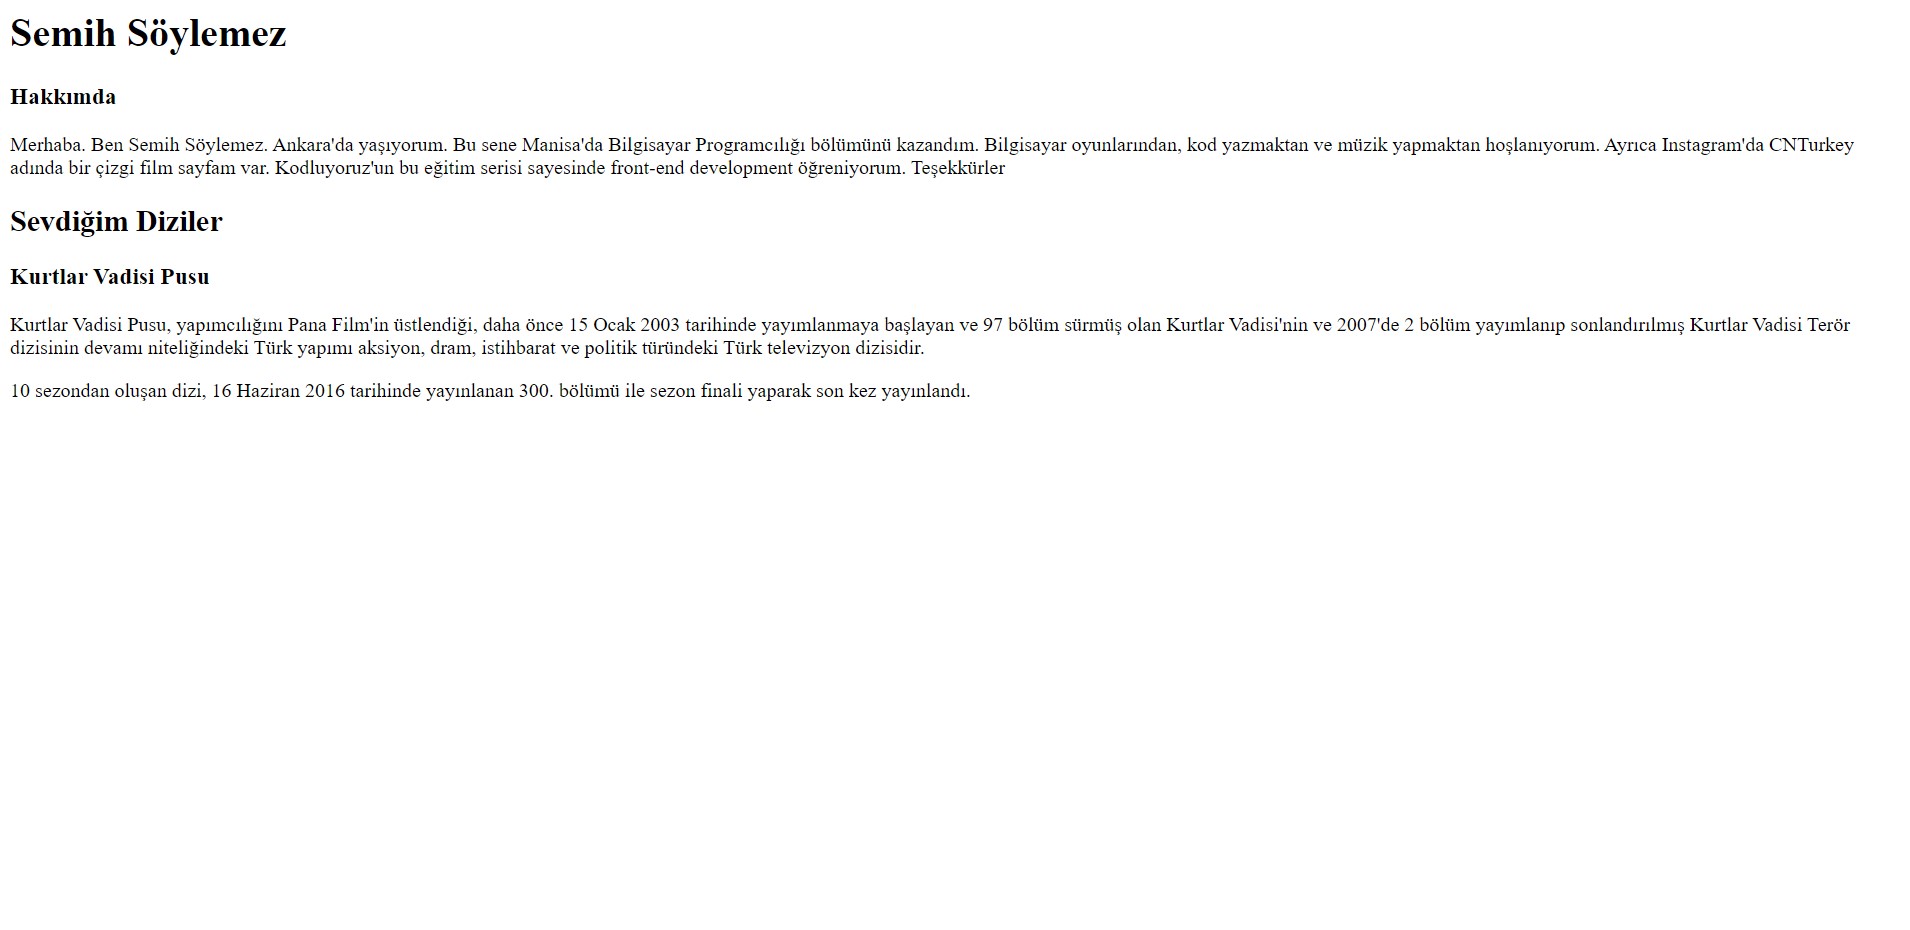 Semih Söylemez
Hakkımda
Merhaba. Ben Semih Söylemez. Ankara'da yaşıyorum. Bu sene Manisa'da Bilgisayar Programcılığı bölümünü kazandım. Bilgisayar oyunlarından, kod yazmaktan ve müzik yapmaktan hoşlanıyorum. Ayrıca Instagram'da CNTurkey
adında bir çizgi film sayfam var. Kodluyoruz'un bu eğitim serisi sayesinde front-end development öğreniyorum. Teşekkürler
Sevdiğim Diziler
Kurtlar Vadisi Pusu
Kurtlar Vadisi Pusu, yapımcılığını Pana Film'in üstlendiği, daha önce 15 Ocak 2003 tarihinde yayımlanmaya başlayan ve 97 bölüm sürmüş olan Kurtlar Vadisi'nin ve 2007'de 2 bölüm yayımlanıp sonlandırılmış Kurtlar Vadisi Terör
dizisinin devamı niteliğindeki Türk yapımı aksiyon, dram, istihbarat ve politik türündeki Türk televizyon dizisidir.
10 sezondan oluşan dizi, 16 Haziran 2016 tarihinde yayınlanan 300. bölümü ile sezon finali yaparak son kez yayınlandı.